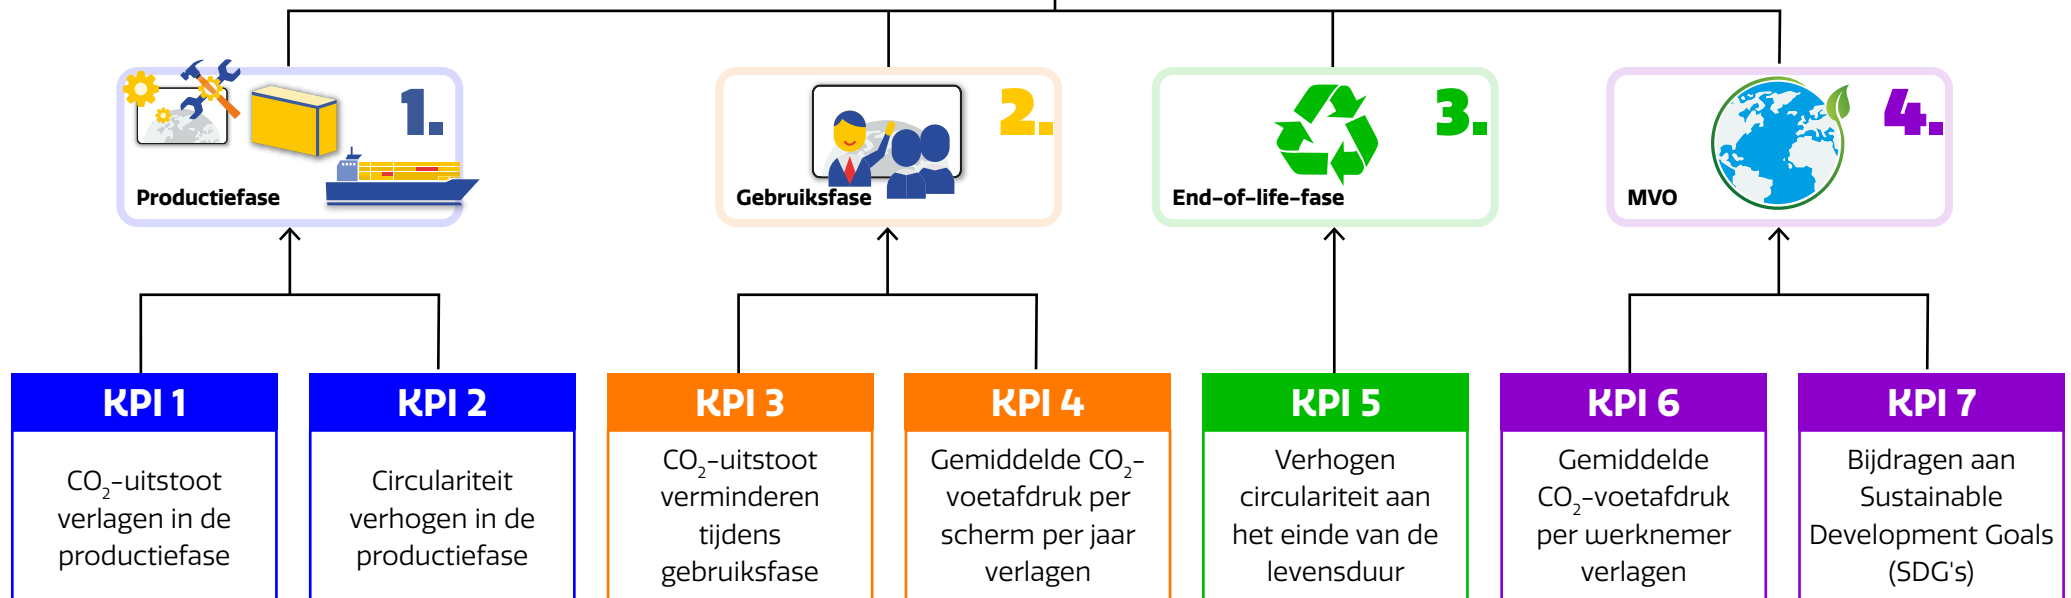 1.
Productiefase
2.
Gebruiksfase
3.
End-of-life-fase
4.
MVO
KPI 1
CO₂-uitstoot
verlagen in de
productiefase
KPI 2
Circulariteit
verhogen in de
productiefase
KPI 3
CO₂-uitstoot
verminderen
tijdens
gebruiksfase
KPI 4
Gemiddelde CO₂-
voetafdruk per
scherm per jaar
verlagen
KPI 5
Verhogen
circulariteit aan
het einde van de
levensduur
KPI 6
Gemiddelde
CO₂-voetafdruk
per werknemer
verlagen
KPI 7
Bijdragen aan
Sustainable
Development Goals
(SDG's)